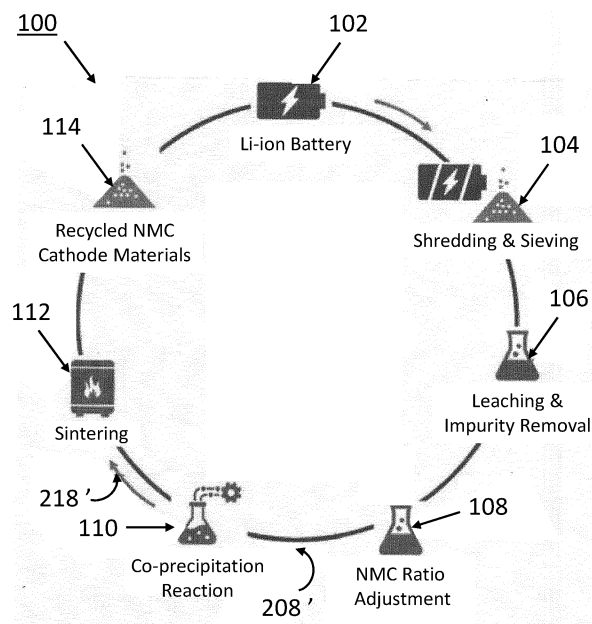 100
102
Li-ion Battery
104
Shredding & Sieving
106
Leaching &
Impurity Removal
108
NMC Ratio
Adjustment
208 ’
110
Co-precipitation
Reaction
218 ’
112
Sintering
114
Recycled NMC
Cathode Materials